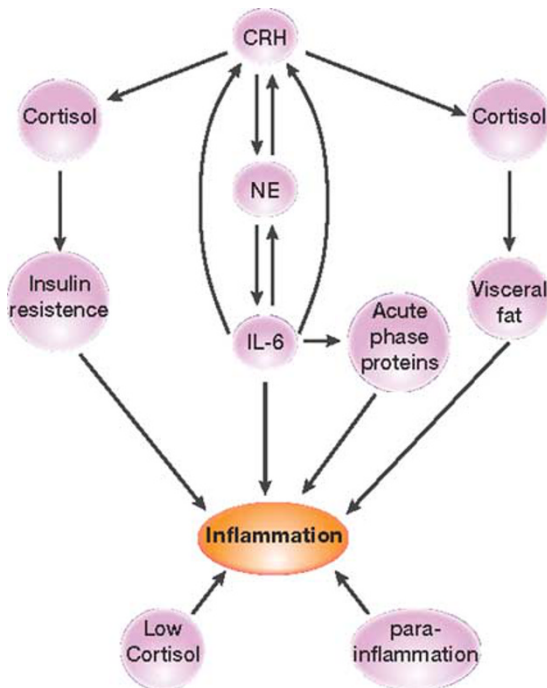 CRH
Cortisol
Cortisol
NE
Insulin
resistence
IL-6
Acute
phase
proteins
Visceral
fat
Inflammation
Low
Cortisol
para-
inflammation